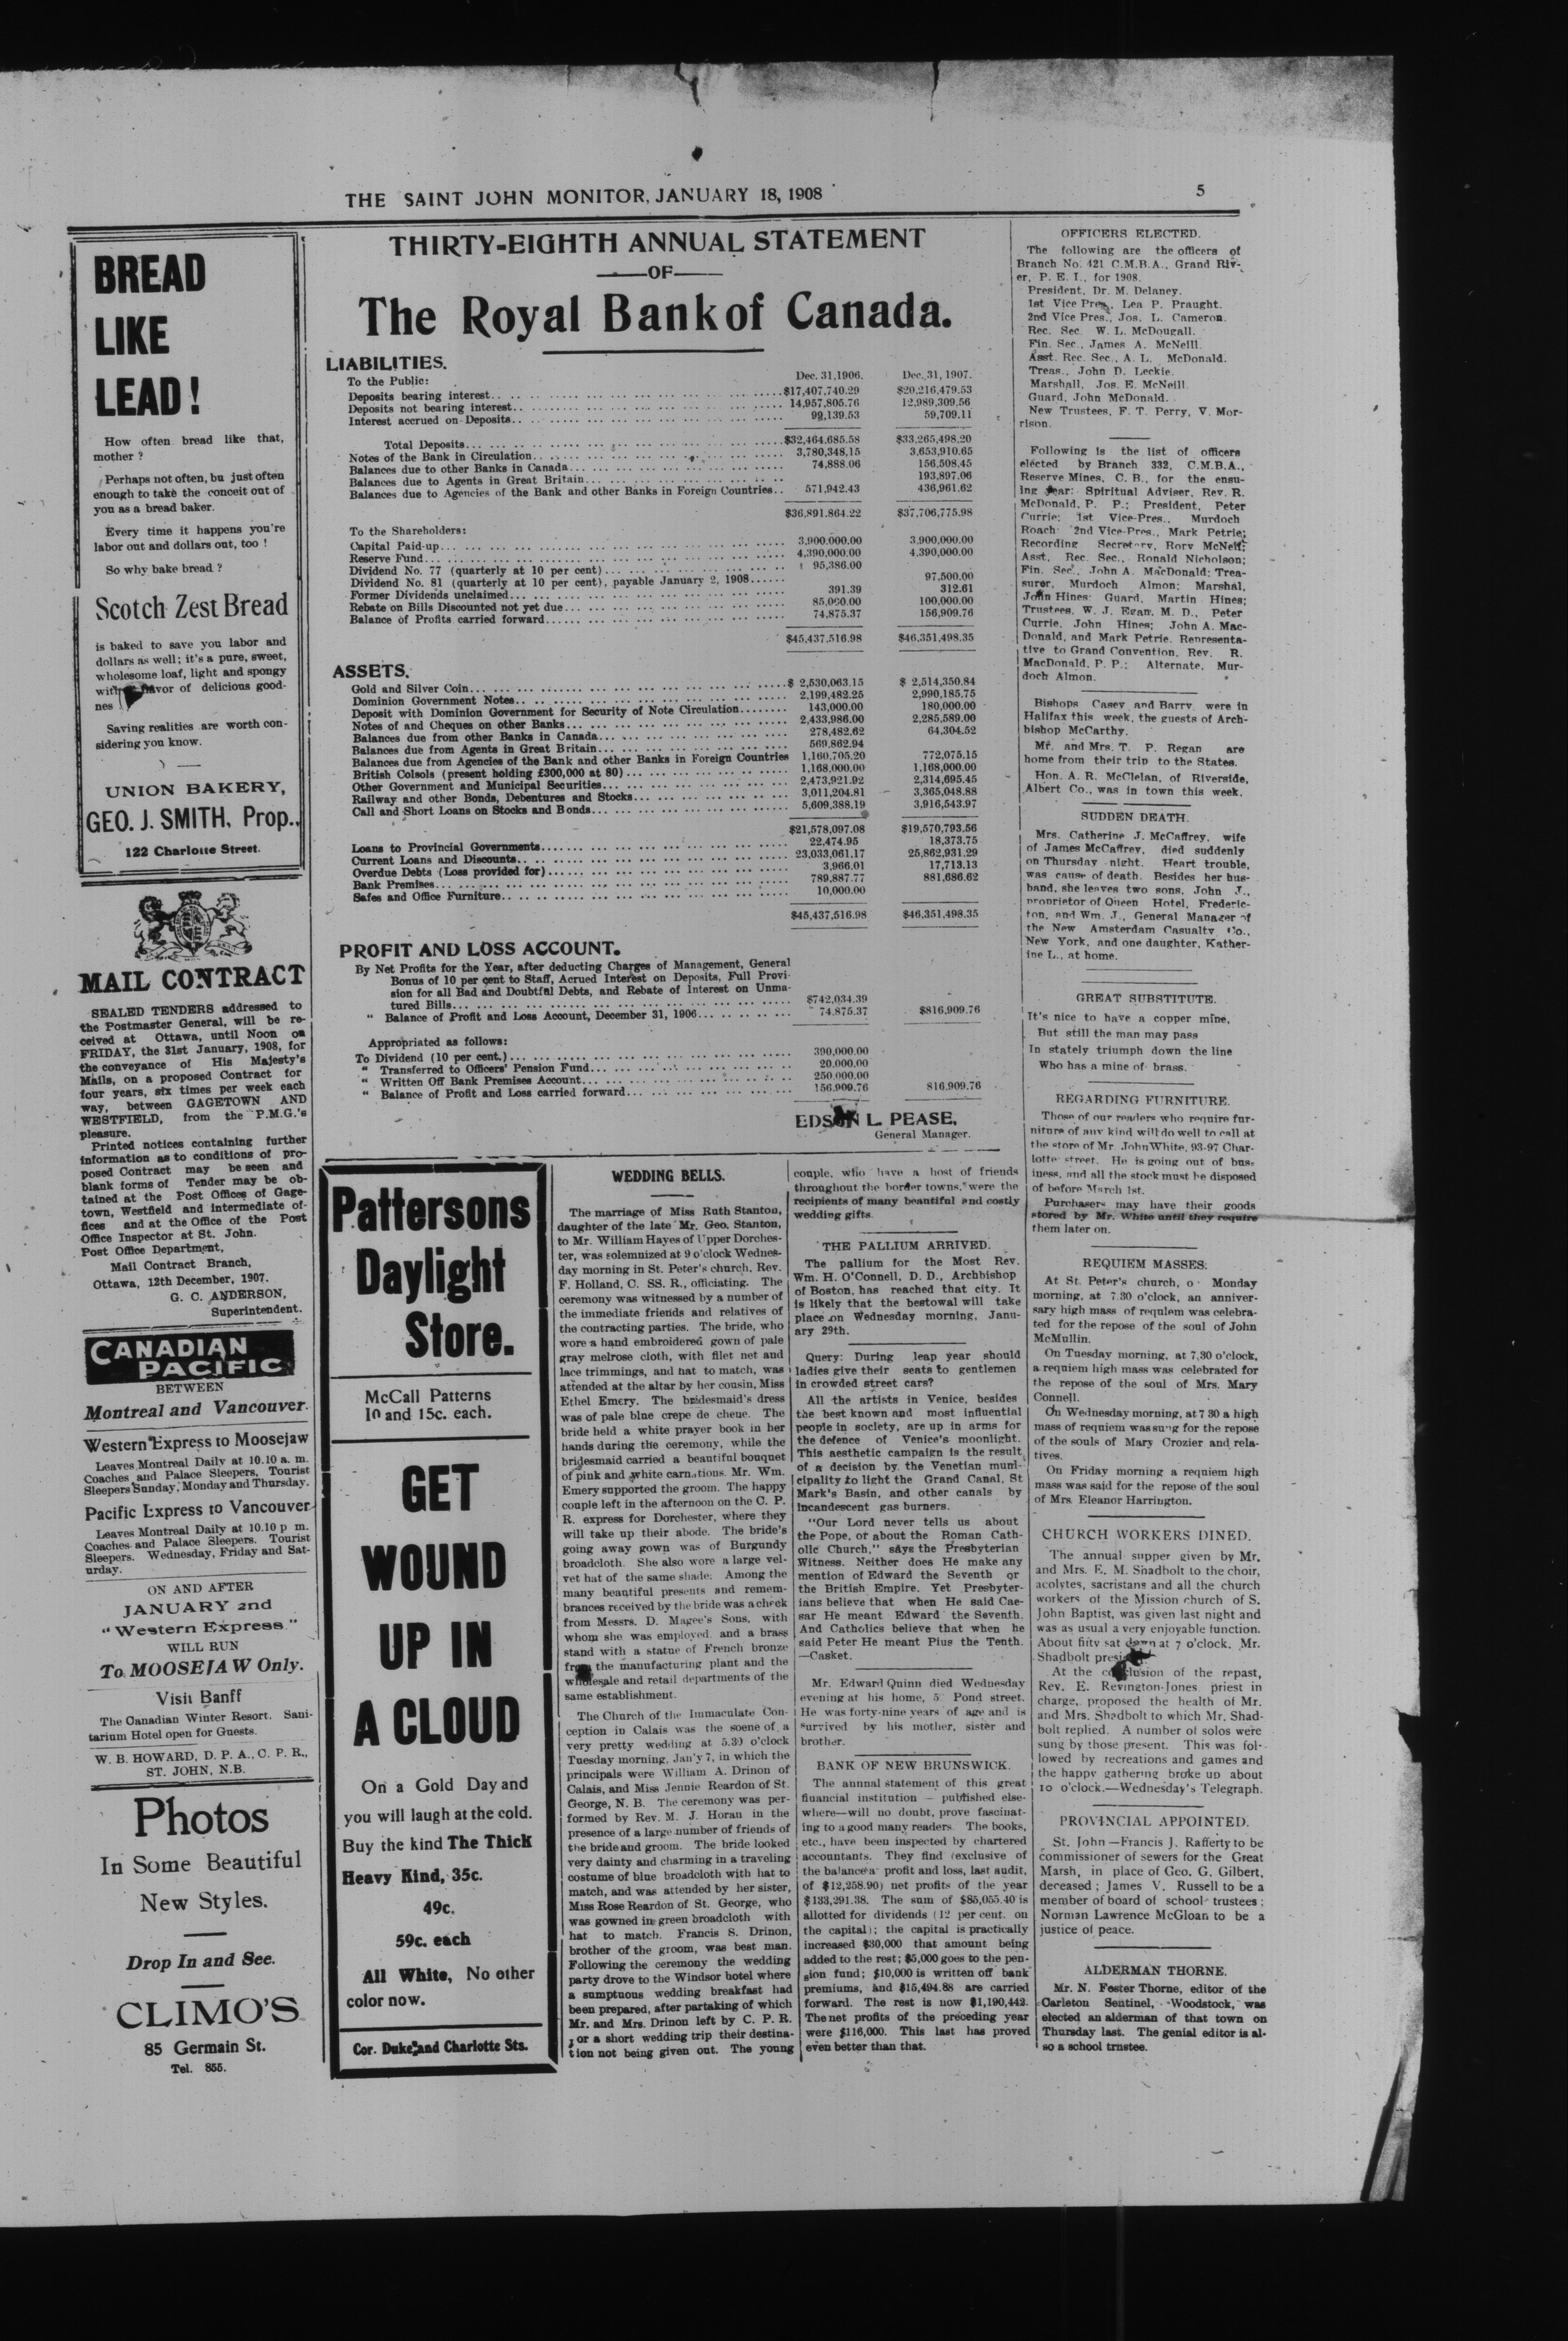 THE SAINT JOHN MONITOR, JANUARY 18, 1908
5
BREAD
LIKE
LEAD!
How often bread like that,
mother ?
Perhaps not often, bu just often
enough to take the conceit out of
you as a bread baker.
Every time it happens you're
labor out and dollars out, too !
So why bake bread ?
Scotch Zest Bread
is baked to save you labor and
dollars as well; it's a pure, sweet,
wholesome loaf, light and spongy
with flavor of delicious good-
nes
Saving realities are worth con-
sidering you know.
UNION BAKERY,
GEO. J. SMITH, Prop.,
122 Charlotte Street.
MAIL CONTRACT
SEALED TENDERS addressed to
the Postmaster General, will be re-
ceived at Ottawa, until Noon on
FRIDAY, the 31st January, 1908, for
the conveyance of His Majesty's
Mails, on a proposed Contract for
four years, six times per week each
way, between GAGETOWN AND
WESTFIELD, from the P.M.G.'s
pleasure.
Printed notices containing further
information as to conditions of pro-
posed Contract may be seen and
blank forms of Tender may be ob-
tained at the Post Offices of Gage-
town, Westfield and intermediate of-
fices and at the Office of the Post
Office Inspector at St. John.
Post Office Department,
Mail Contract Branch,
Ottawa, 12th December, 1907.
G. C. ANDERSON,
Superintendent.
CANADIAN
PACIFIC
BETWEEN
Montreal and Vancouver.
Western Express to Moosejaw
Leaves Montreal Daily at 10.10 a. m.
Coaches and Palace Sleepers, Tourist
Sleepers Sunday, Monday and Thursday.
Pacific Express to Vancouver
Leaves Montreal Daily at 10.10 p m.
Coaches and Palace Sleepers. Tourist
Sleepers. Wednesday, Friday and Sat-
urday.
ON AND AFTER
JANUARY 2nd
"Western Express"
WILL RUN
To MOOSEJAW Only.
Visit Banff
The Canadian Winter Resort. Sani-
tarium Hotel open for Guests.
W. B. HOWARD, D. P. A., C. P. R.,
ST. JOHN, N.B.
Photos
In Some Beautiful
New Styles.
Drop In and See.
CLIMO'S
85 Germain St.
Tel. 855.
THIRTY-EIGHTH ANNUAL STATEMENT
OF
The Royal Bank of Canada.
LIABILITIES.
To the Public: Dec. 31, 1906. Dec. 31, 1907.
Deposits bearing interest $17,407,740.29 $20,216,479.53
Deposits not bearing interest 14,957,805.76 12,989,309.56
Interest accrued on Deposits 99,139.53 59,709.11
Total Deposits $32,464,685.58 $33,265,498.20
Notes of the Bank in Circulation 3,780,348.15 3,653,910.65
Balances due to other Banks in Canada 74,888.06 156,508.45
Balances due to Agents in Great Britain 193,897.06
Balances due to Agencies of the Bank and other Banks in Foreign Countries.. 571,942.43 436,961.62
$36,891,864.22 $37,706,775.98
To the Shareholders:
Capital Paid-up 3,900,000.00 3,900,000.00
Reserve Fund 4,390,000.00 4,390,000.00
Dividend No. 77 (quarterly at 10 per cent) 95,386.00
Dividend No. 81 (quarterly at 10 per cent), payable January 2, 1908 97,500.00
Former Dividends unclaimed 391.39 312.61
Rebate on Bills Discounted not yet due 85,000.00 100,000.00
Balance of Profits carried forward 74,875.37 156,909.76
$45,437,516.98 $46,351,498.35
ASSETS.
Gold and Silver Coin $ 2,530,063.15 $ 2,514,350.84
Dominion Government Notes 2,199,482.25 2,990,185.75
Deposit with Dominion Government for Security of Note Circulation 143,000.00 180,000.00
Notes of and Cheques on other Banks 2,433,986.00 2,285,589.00
Balances due from other Banks in Canada 278,482.62 64,304.52
Balances due from Agents in Great Britain 569,862.94
Balances due from Agencies of the Bank and other Banks in Foreign Countries 1,160,705.20 772,075.15
British Colsols (present holding £300,000 at 80) 1,168,000.00 1,168,000.00
Other Government and Municipal Securities 2,473,921.92 2,314,695.45
Railway and other Bonds, Debentures and Stocks 3,011,204.81 3,365,048.88
Call and Short Loans on Stocks and Bonds 5,609,388.19 3,916,543.97
$21,578,097.08 $19,570,793.56
Loans to Provincial Governments 22,474.95 18,373.75
Current Loans and Discounts 23,033,061.17 25,862,931.29
Overdue Debts (Loss provided for) 3,966.01 17,713.13
Bank Premises 789,887.77 881,686.62
Safes and Office Furniture 10,000.00
$45,437,516.98 $46,351,498.35
PROFIT AND LOSS ACCOUNT.
By Net Profits for the Year, after deducting Charges of Management, General
Bonus of 10 per cent to Staff, Acrued Interest on Deposits, Full Provi-
sion for all Bad and Doubtful Debts, and Rebate of Interest on Unma-
tured Bills $742,034.39
" Balance of Profit and Loss Account, December 31, 1906 74,875.37 $816,909.76
Appropriated as follows:
To Dividend (10 per cent.) 390,000.00
" Transferred to Officers' Pension Fund 20,000.00
" Written Off Bank Premises Account 250,000.00
" Balance of Profit and Loss carried forward 156,909.76 816,909.76
EDSON L. PEASE,
General Manager.
Pattersons
Daylight
Store.
McCall Patterns
10 and 15c. each.
GET
WOUND
UP IN
A CLOUD
On a Gold Day and
you will laugh at the cold.
Buy the kind The Thick
Heavy Kind, 35c.
49c.
59c. each
All White, No other
color now.
Cor. Duke and Charlotte Sts.
WEDDING BELLS.
The marriage of Miss Ruth Stanton,
daughter of the late Mr. Geo. Stanton,
to Mr. William Hayes of Upper Dorches-
ter, was solemnized at 9 o'clock Wednes-
day morning in St. Peter's church, Rev.
F. Holland, C. SS. R., officiating. The
ceremony was witnessed by a number of
the immediate friends and relatives of
the contracting parties. The bride, who
wore a hand embroidered gown of pale
gray melrose cloth, with filet net and
lace trimmings, and hat to match, was
attended at the altar by her cousin, Miss
Ethel Emery. The bridesmaid's dress
was of pale blue crepe de chene. The
bride held a white prayer book in her
hands during the ceremony, while the
bridesmaid carried a beautiful bouquet
of pink and white carnations. Mr. Wm.
Emery supported the groom. The happy
couple left in the afternoon on the C. P.
R. express for Dorchester, where they
will take up their abode. The bride's
going away gown was of Burgundy
broadcloth. She also wore a large vel-
vet hat of the same shade. Among the
many beautiful presents and remem-
brances received by the bride was a check
from Messrs. D. Magee's Sons, with
whom she was employed, and a brass
stand with a statue of French bronze
from the manufacturing plant and the
wholesale and retail departments of the
same establishment.
The Church of the Immaculate Con-
ception in Calais was the scene of a
very pretty wedding at 5.30 o'clock
Tuesday morning, Jan'y 7, in which the
principals were William A. Drinon of
Calais, and Miss Jennie Reardon of St.
George, N. B. The ceremony was per-
formed by Rev. M. J. Horan in the
presence of a large number of friends of
the bride and groom. The bride looked
very dainty and charming in a traveling
costume of blue broadcloth with hat to
match, and was attended by her sister,
Miss Rose Reardon of St. George, who
was gowned in green broadcloth with
hat to match. Francis S. Drinon,
brother of the groom, was best man.
Following the ceremony the wedding
party drove to the Windsor hotel where
a sumptuous wedding breakfast had
been prepared, after partaking of which
Mr. and Mrs. Drinon left by C. P. R.
for a short wedding trip their destina-
tion not being given out. The young
couple, who have a host of friends
throughout the border towns, were the
recipients of many beautiful and costly
wedding gifts.
THE PALLIUM ARRIVED.
The pallium for the Most Rev.
Wm. H. O'Connell, D. D., Archbishop
of Boston, has reached that city. It
is likely that the bestowal will take
place on Wednesday morning, Janu-
ary 29th.
Query: During leap year should
ladies give their seats to gentlemen
in crowded street cars?
All the artists in Venice, besides
the best known and most influential
people in society, are up in arms for
the defence of Venice's moonlight.
This aesthetic campaign is the result
of a decision by the Venetian muni-
cipality to light the Grand Canal, St
Mark's Basin, and other canals by
incandescent gas burners.
"Our Lord never tells us about
the Pope, or about the Roman Cath-
olic Church," says the Presbyterian
Witness. Neither does He make any
mention of Edward the Seventh or
the British Empire. Yet Presbyter-
ians believe that when He said Cae-
sar He meant Edward the Seventh.
And Catholics believe that when he
said Peter He meant Pius the Tenth.
—Casket.
Mr. Edward Quinn died Wednesday
evening at his home, 5 Pond street.
He was forty-nine years of age and is
survived by his mother, sister and
brother.
BANK OF NEW BRUNSWICK.
The annual statement of this great
financial institution — published else-
where—will no doubt, prove fascinat-
ing to a good many readers. The books,
etc., have been inspected by chartered
accountants. They find (exclusive of
the balance a profit and loss, last audit,
of $12,258.90) net profits of the year
$133,291.38. The sum of $85,055.40 is
allotted for dividends (12 per cent. on
the capital); the capital is practically
increased $30,000 that amount being
added to the rest; $5,000 goes to the pen-
sion fund; $10,000 is written off bank
premiums, and $15,494.88 are carried
forward. The rest is now $1,190,442.
The net profits of the preceding year
were $116,000. This last has proved
even better than that.
OFFICERS ELECTED.
The following are the officers of
Branch No. 421 C.M.B.A., Grand Riv-
er, P. E. I., for 1908.
President, Dr. M. Delaney.
1st Vice Pres., Lea P. Praught.
2nd Vice Pres., Jos. L. Cameron.
Rec. Sec. W. L. McDougall.
Fin. Sec., James A. McNeill.
Asst. Rec. Sec., A. L. McDonald.
Treas., John D. Leckie.
Marshall, Jos. E. McNeill.
Guard, John McDonald.
New Trustees, F. T. Perry, V. Mor-
rison.
Following is the list of officers
elected by Branch 332, C.M.B.A.,
Reserve Mines, C. B., for the ensu-
ing year: Spiritual Adviser, Rev. R.
McDonald, P. P.; President, Peter
Currie; 1st Vice-Pres., Murdoch
Roach; 2nd Vice-Pres., Mark Petrie;
Recording Secretary, Rory McNeil;
Asst. Rec. Sec., Ronald Nicholson;
Fin. Sec., John A. MacDonald; Trea-
surer, Murdoch Almon; Marshal,
John Hines; Guard, Martin Hines;
Trustees, W. J. Egan, M. D., Peter
Currie, John Hines; John A. Mac-
Donald, and Mark Petrie. Representa-
tive to Grand Convention, Rev. R.
MacDonald, P. P.; Alternate, Mur-
doch Almon.
Bishops Casey and Barry were in
Halifax this week, the guests of Arch-
bishop McCarthy.
Mr. and Mrs. T. P. Regan are
home from their trip to the States.
Hon. A. R. McClelan, of Riverside,
Albert Co., was in town this week.
SUDDEN DEATH.
Mrs. Catherine J. McCaffrey, wife
of James McCaffrey, died suddenly
on Thursday night. Heart trouble,
was cause of death. Besides her hus-
band, she leaves two sons, John J.,
proprietor of Queen Hotel, Frederic-
ton, and Wm. J., General Manager of
the New Amsterdam Casualty Co.,
New York, and one daughter, Kather-
ine L., at home.
GREAT SUBSTITUTE.
It's nice to have a copper mine,
But still the man may pass
In stately triumph down the line
Who has a mine of brass.
REGARDING FURNITURE.
Those of our readers who require fur-
niture of any kind will do well to call at
the store of Mr. John White, 93-97 Char-
lotte street. He is going out of bus-
iness, and all the stock must be disposed
of before March 1st.
Purchasers may have their goods
stored by Mr. White until they require
them later on.
REQUIEM MASSES.
At St. Peter's church, o Monday
morning, at 7.30 o'clock, an anniver-
sary high mass of requiem was celebra-
ted for the repose of the soul of John
McMullin.
On Tuesday morning, at 7,30 o'clock,
a requiem high mass was celebrated for
the repose of the soul of Mrs. Mary
Connell.
On Wednesday morning, at 7 30 a high
mass of requiem was sung for the repose
of the souls of Mary Crozier and rela-
tives.
On Friday morning a requiem high
mass was said for the repose of the soul
of Mrs. Eleanor Harrington.
CHURCH WORKERS DINED.
The annual supper given by Mr.
and Mrs. E. M. Shadbolt to the choir,
acolytes, sacristans and all the church
workers of the Mission church of S.
John Baptist, was given last night and
was as usual a very enjoyable function.
About fifty sat down at 7 o'clock. Mr.
Shadbolt
At the conclusion of the repast,
Rev. E. Revington-Jones priest in
charge, proposed the health of Mr.
and Mrs. Shadbolt to which Mr. Shad-
bolt replied. A number of solos were
sung by those present. This was fol-
lowed by recreations and games and
the happy gathering broke up about
10 o'clock.—Wednesday's Telegraph.
PROVINCIAL APPOINTED.
St. John—Francis J. Rafferty to be
commissioner of sewers for the Great
Marsh, in place of Geo. G. Gilbert,
deceased; James V. Russell to be a
member of board of school trustees;
Norman Lawrence McGloan to be a
justice of peace.
ALDERMAN THORNE.
Mr. N. Fester Thorne, editor of the
Carleton Sentinel, Woodstock, was
elected an alderman of that town on
Thursday last. The genial editor is al-
so a school trustee.